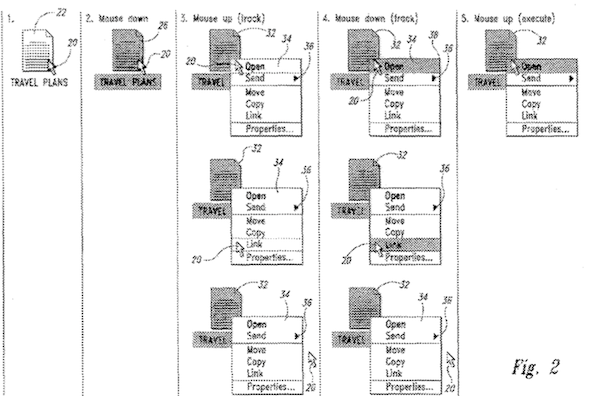 1.
22
20
TRAVEL PLANS
2. Mouse down
26
20
TRAVEL PLANS
3. Mouse up (track)
32
34
36
20
Open
TRAVEL
Send
Move
Copy
Link
Properties...
32
34
36
Open
TRAVEL
Send
Move
Copy
20
Link
Properties...
32
34
36
Open
TRAVEL
Send
Move
Copy
Link
20
Properties...
4. Mouse down (track)
32
34
38
36
Open
TRAVEL
Send
20
Move
Copy
Link
Properties...
32
34
36
Open
TRAVEL
Send
Move
Copy
20
Link
Properties...
32
34
36
Open
TRAVEL
Send
Move
Copy
Link
20
Properties...
5. Mouse up (execute)
32
Open
TRAVEL
Send
Move
Copy
Link
Properties...
Fig. 2